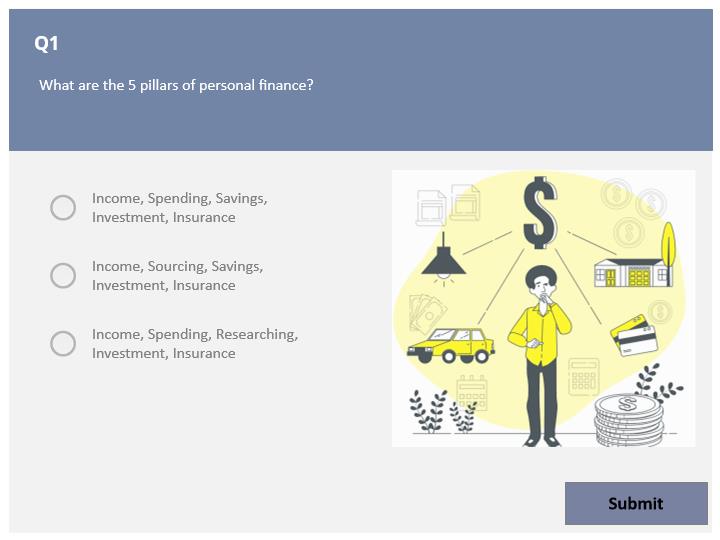 Q1
What are the 5 pillars of personal finance?
Income, Spending, Savings,
Investment, Insurance
Income, Sourcing, Savings,
Investment, Insurance
Income, Spending, Researching,
Investment, Insurance
Submit